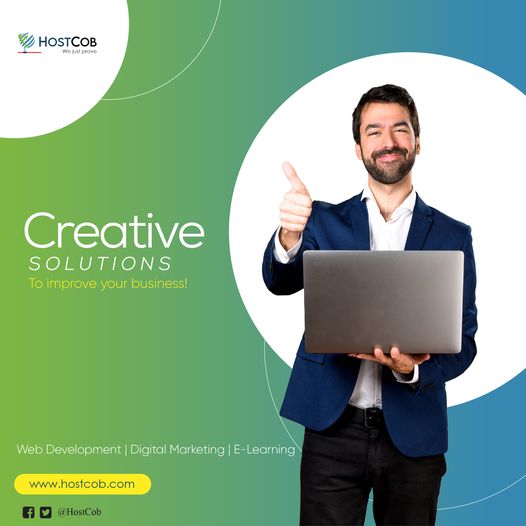 HOSTCOB
We just prove
Creative
SOLUTIONS
To improve your business!
Web Development | Digital Marketing | E-Learning
www.hostcob.com
@HostCob